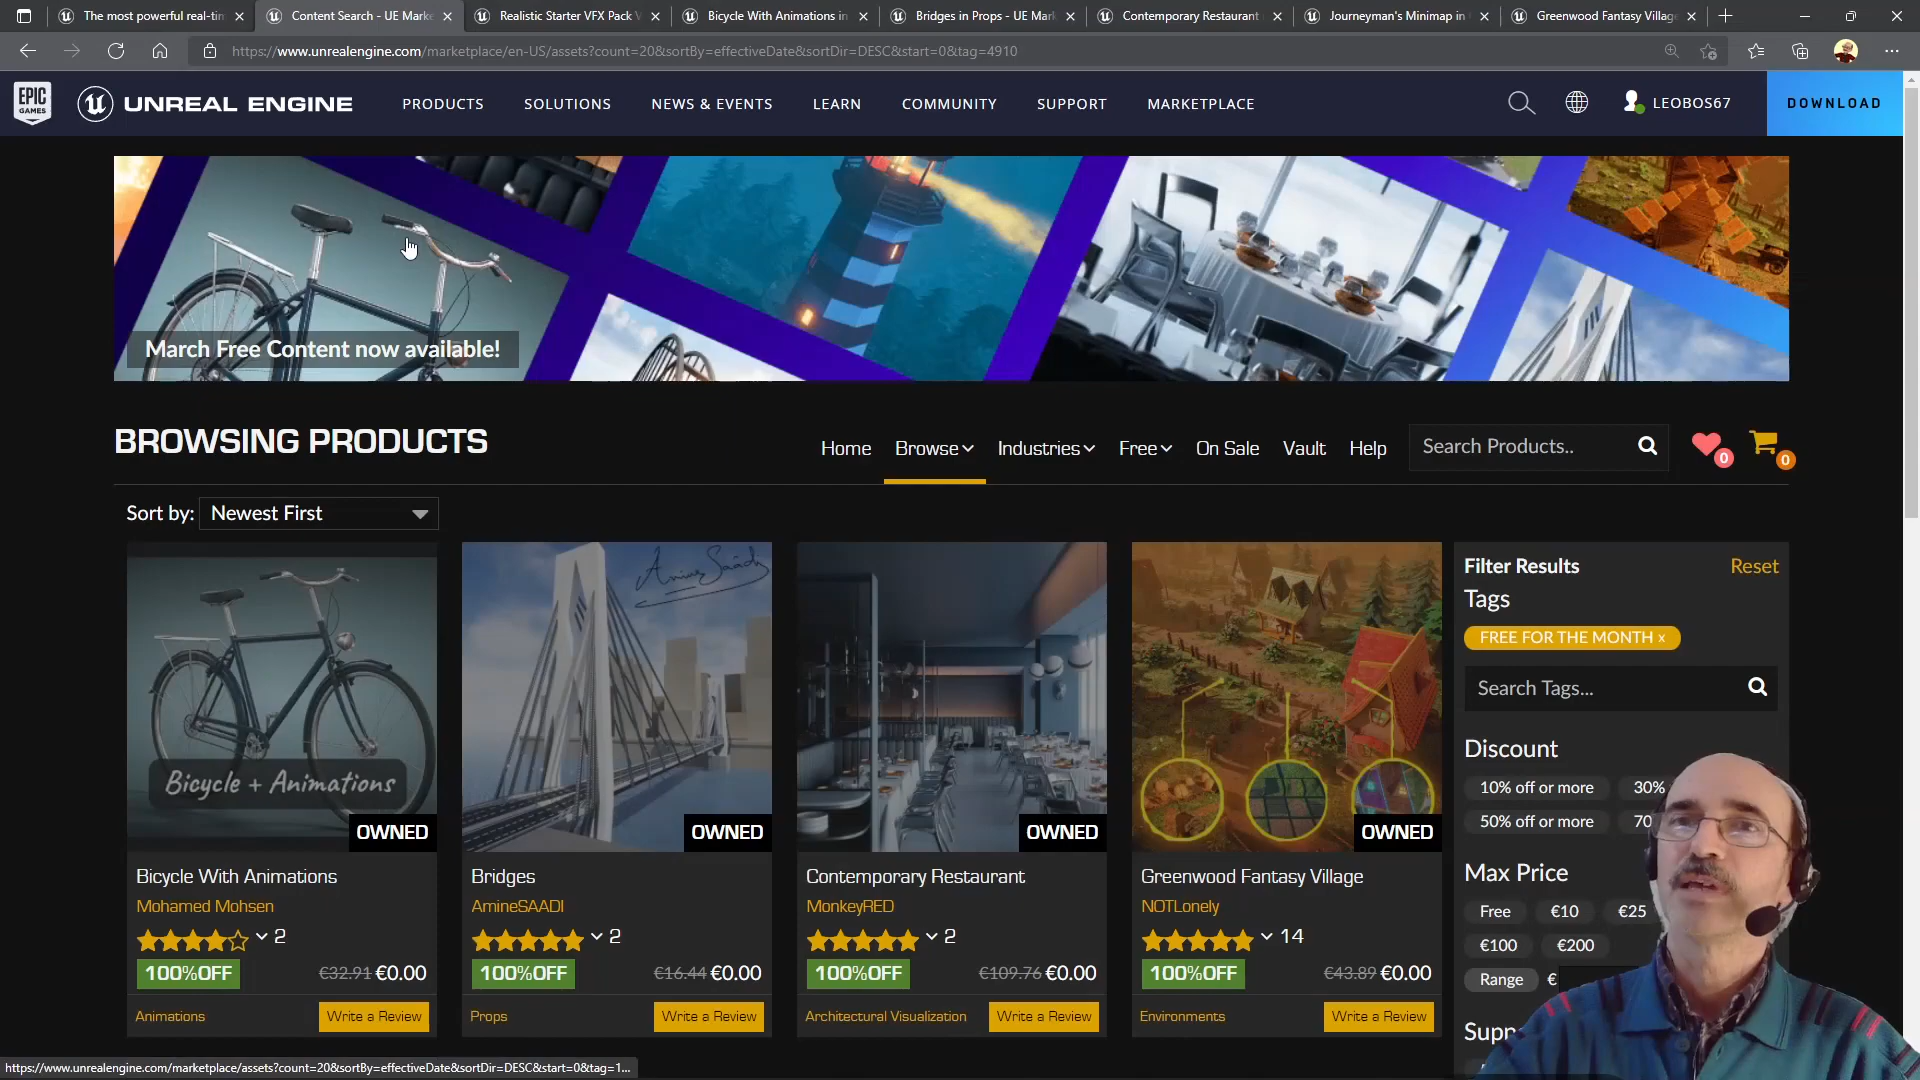 The most powerful real-tin
Content Search - UE Marke
Realistic Starter VFX Pack V
Bicycle With Animations in
Bridges in Props - UE Mark
Contemporary Restaurant
Journeyman's Minimap in
Greenwood Fantasy Village
https://www.unrealengine.com/marketplace/en-US/assets?count=20&sortBy=effectiveDate&sortDir=DESC&start=0&tag=4910
EPIC
GAMES
UNREAL ENGINE
PRODUCTS
SOLUTIONS
NEWS & EVENTS
LEARN
COMMUNITY
SUPPORT
MARKETPLACE
LEOBOS67
DOWNLOAD
March Free Content now available!
BROWSING PRODUCTS
Home
Browse
Industries
Free
On Sale
Vault
Help
Search Products..
0
0
Sort by: Newest First
Amine Saadi
Bicycle + Animations
OWNED
OWNED
OWNED
OWNED
Bicycle With Animations
Mohamed Mohsen
2
100%OFF
€32.91 €0.00
Animations
Write a Review
Bridges
AmineSAADI
2
100%OFF
€16.44 €0.00
Props
Write a Review
Contemporary Restaurant
MonkeyRED
2
100%OFF
€109.76 €0.00
Architectural Visualization
Write a Review
Greenwood Fantasy Village
NOTLonely
14
100%OFF
€43.89 €0.00
Environments
Write a Review
Filter Results
Reset
Tags
FREE FOR THE MONTH x
Search Tags...
Discount
10% off or more
30%
50% off or more
70
Max Price
Free
€10
€25
€100
€200
Range
€
Supp
https://www.unrealengine.com/marketplace/assets?count=20&sortBy=effectiveDate&sortDir=DESC&start=0&tag=1...